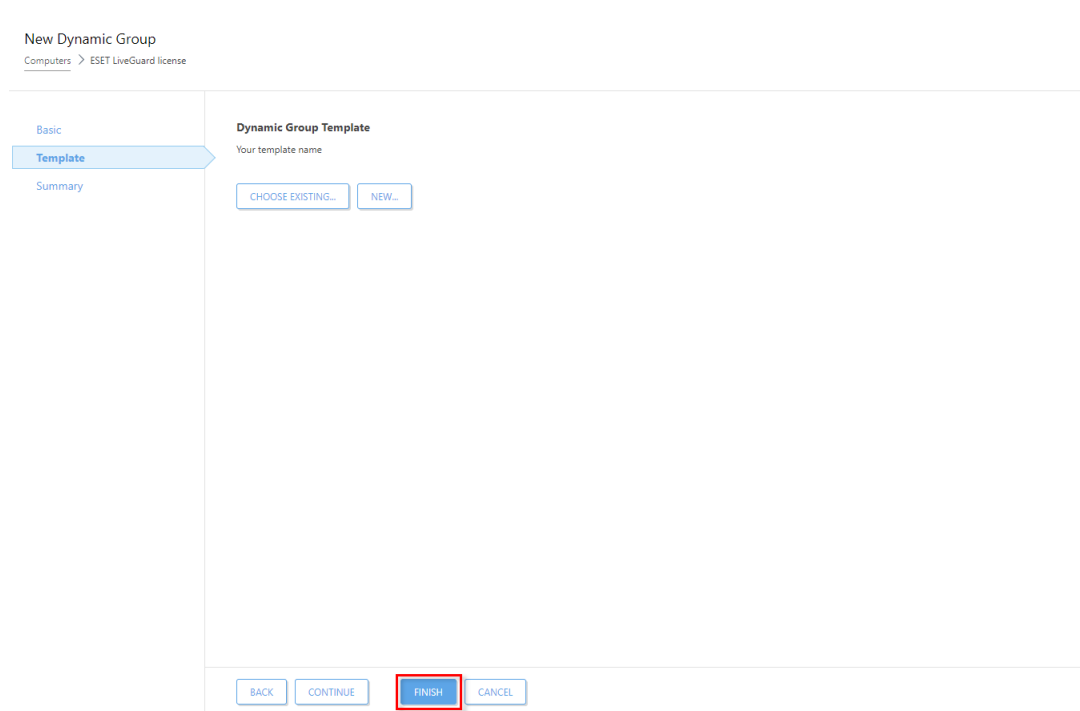 New Dynamic Group
Computers > ESET LiveGuard license
Basic
Template
Summary
Dynamic Group Template
Your template name
CHOOSE EXISTING... NEW...
BACK CONTINUE FINISH CANCEL